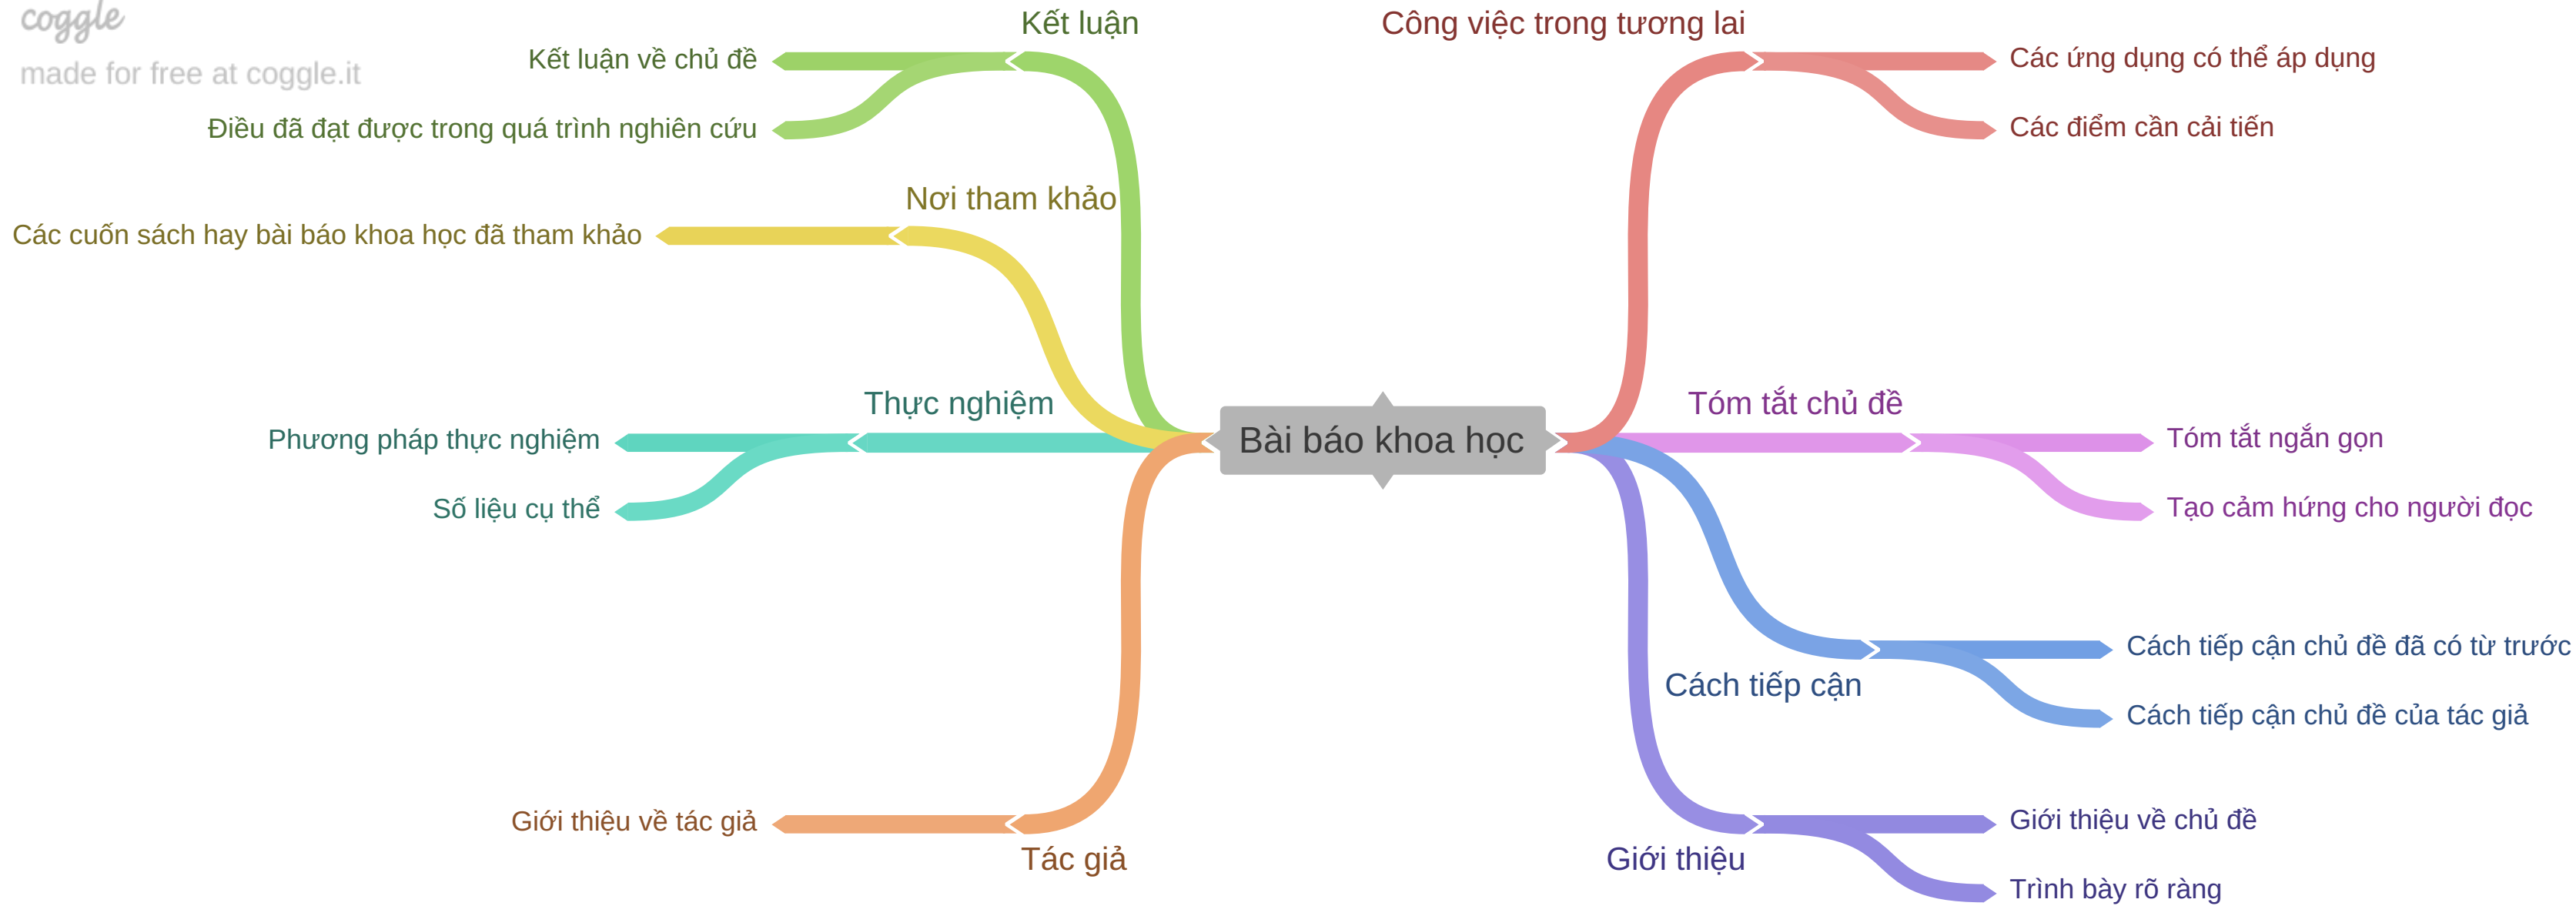 coggle
made for free at coggle.it
Kết luận
Kết luận về chủ đề
Điều đã đạt được trong quá trình nghiên cứu
Nơi tham khảo
Các cuốn sách hay bài báo khoa học đã tham khảo
Thực nghiệm
Phương pháp thực nghiệm
Số liệu cụ thể
Tác giả
Giới thiệu về tác giả
Bài báo khoa học
Công việc trong tương lai
Các ứng dụng có thể áp dụng
Các điểm cần cải tiến
Tóm tắt chủ đề
Tóm tắt ngắn gọn
Tạo cảm hứng cho người đọc
Cách tiếp cận
Cách tiếp cận chủ đề đã có từ trước
Cách tiếp cận chủ đề của tác giả
Giới thiệu
Giới thiệu về chủ đề
Trình bày rõ ràng